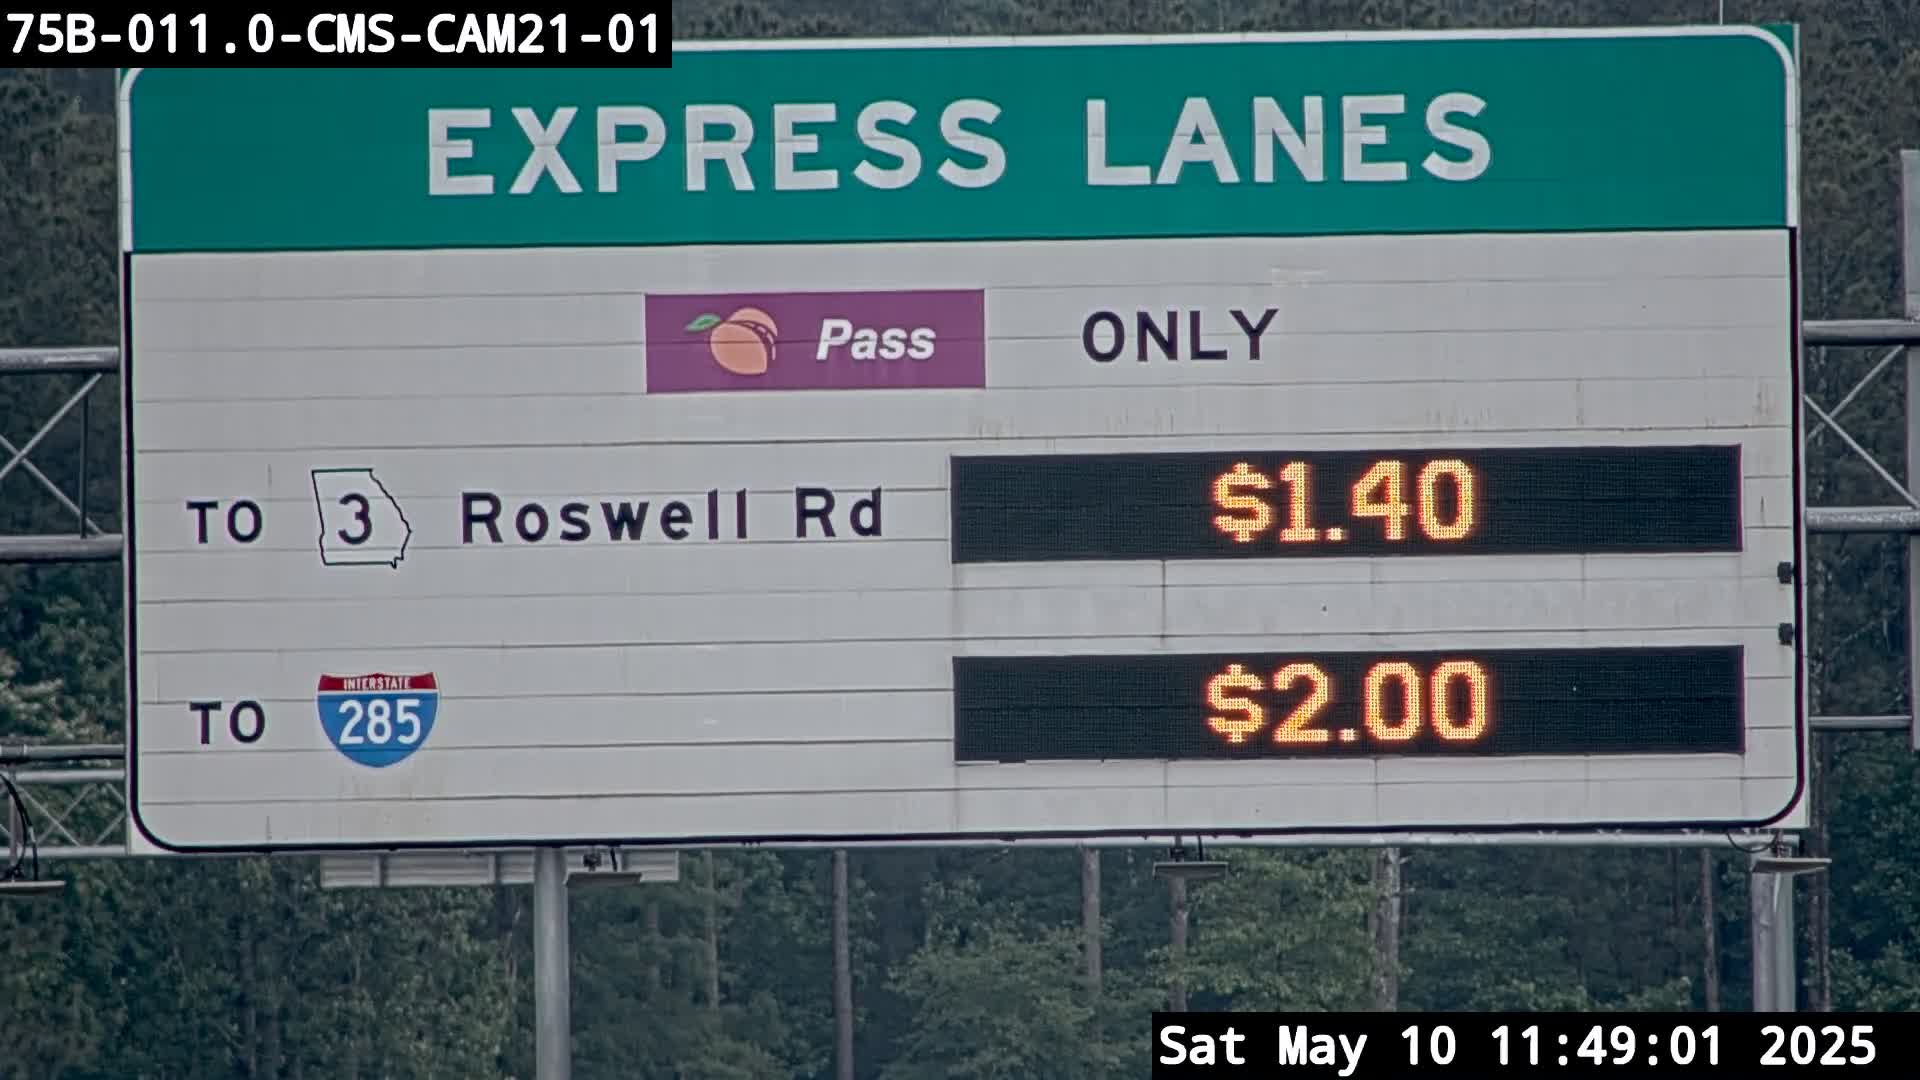 75B-011.0-CMS-CAM21-01
EXPRESS LANES
Pass ONLY
TO 3 Roswell Rd $1.40
TO INTERSTATE 285 $2.00
Sat May 10 11:49:01 2025